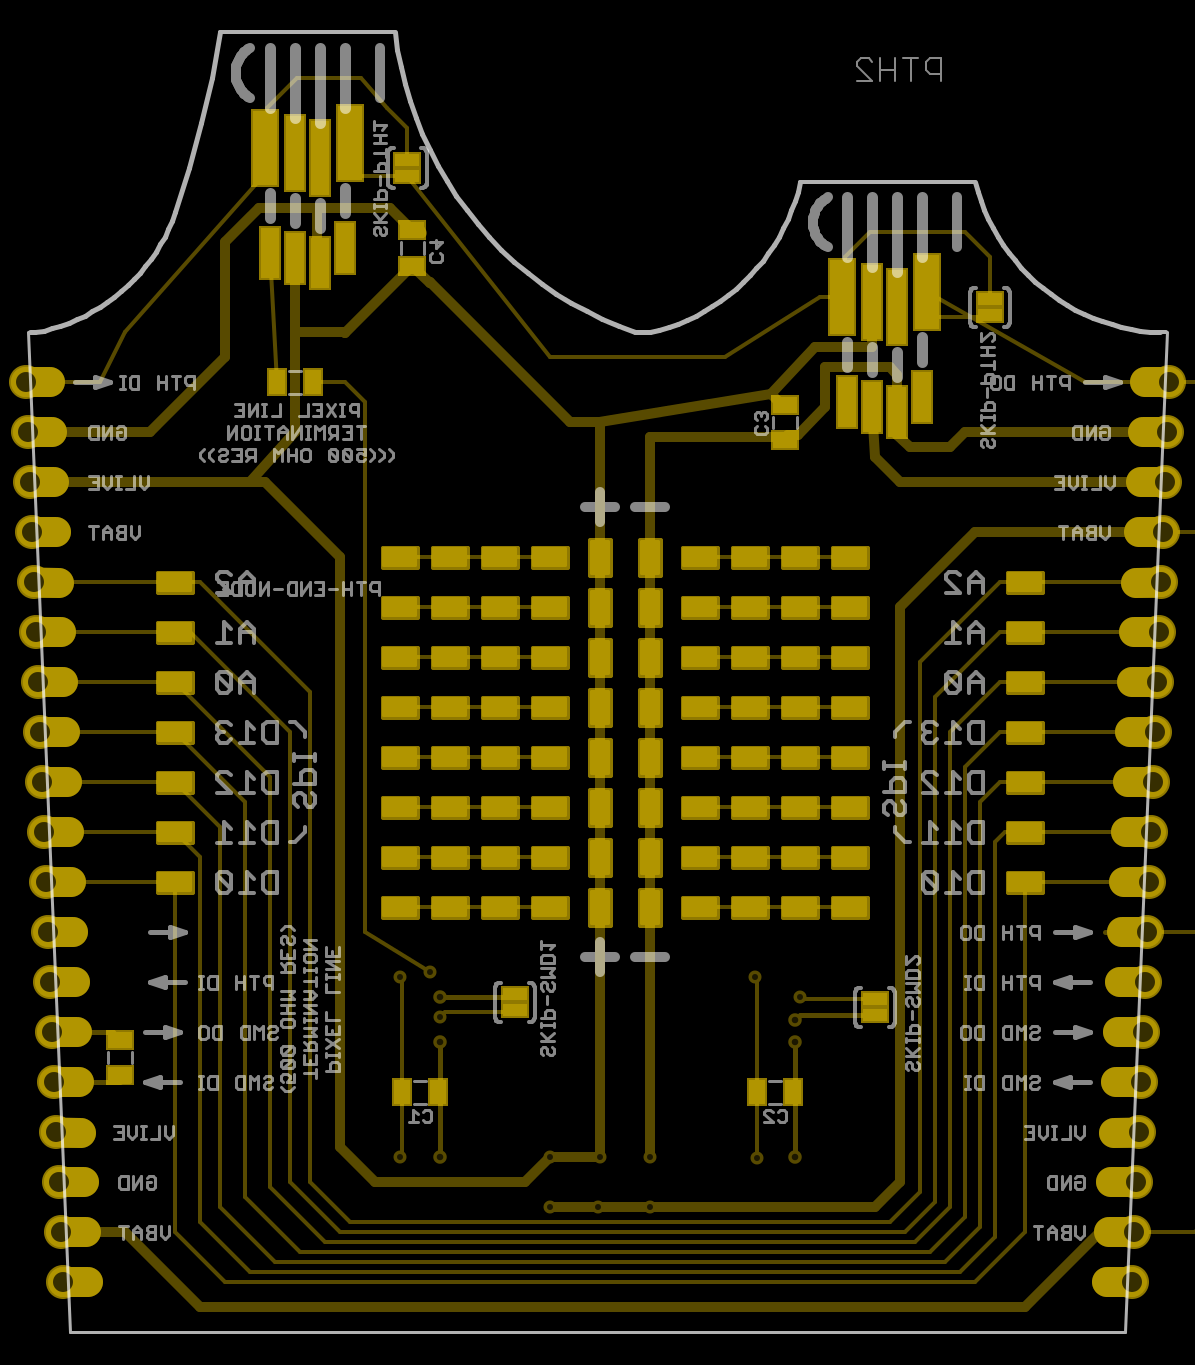 PTH2
SKIP-PTH1
C4
PTH DI
GND
VLIVE
VBAT
PIXEL LINE
TERMINATION
(((500 OHM RES))
PTH-END-NODE
A2
A1
A0
D13
D12
D11
D10
( SPI )
PTH DI
SMD DO
SMD DI
VLIVE
GND
VBAT
PIXEL LINE
TERMINATION
(500 OHM RES)
SKIP-SMD1
C1
C3
SKIP-PTH2
PTH DO
GND
VLIVE
VBAT
A2
A1
A0
D13
D12
D11
D10
( SPI )
PTH DO
PTH DI
SMD DO
SMD DI
VLIVE
GND
VBAT
SKIP-SMD2
C2